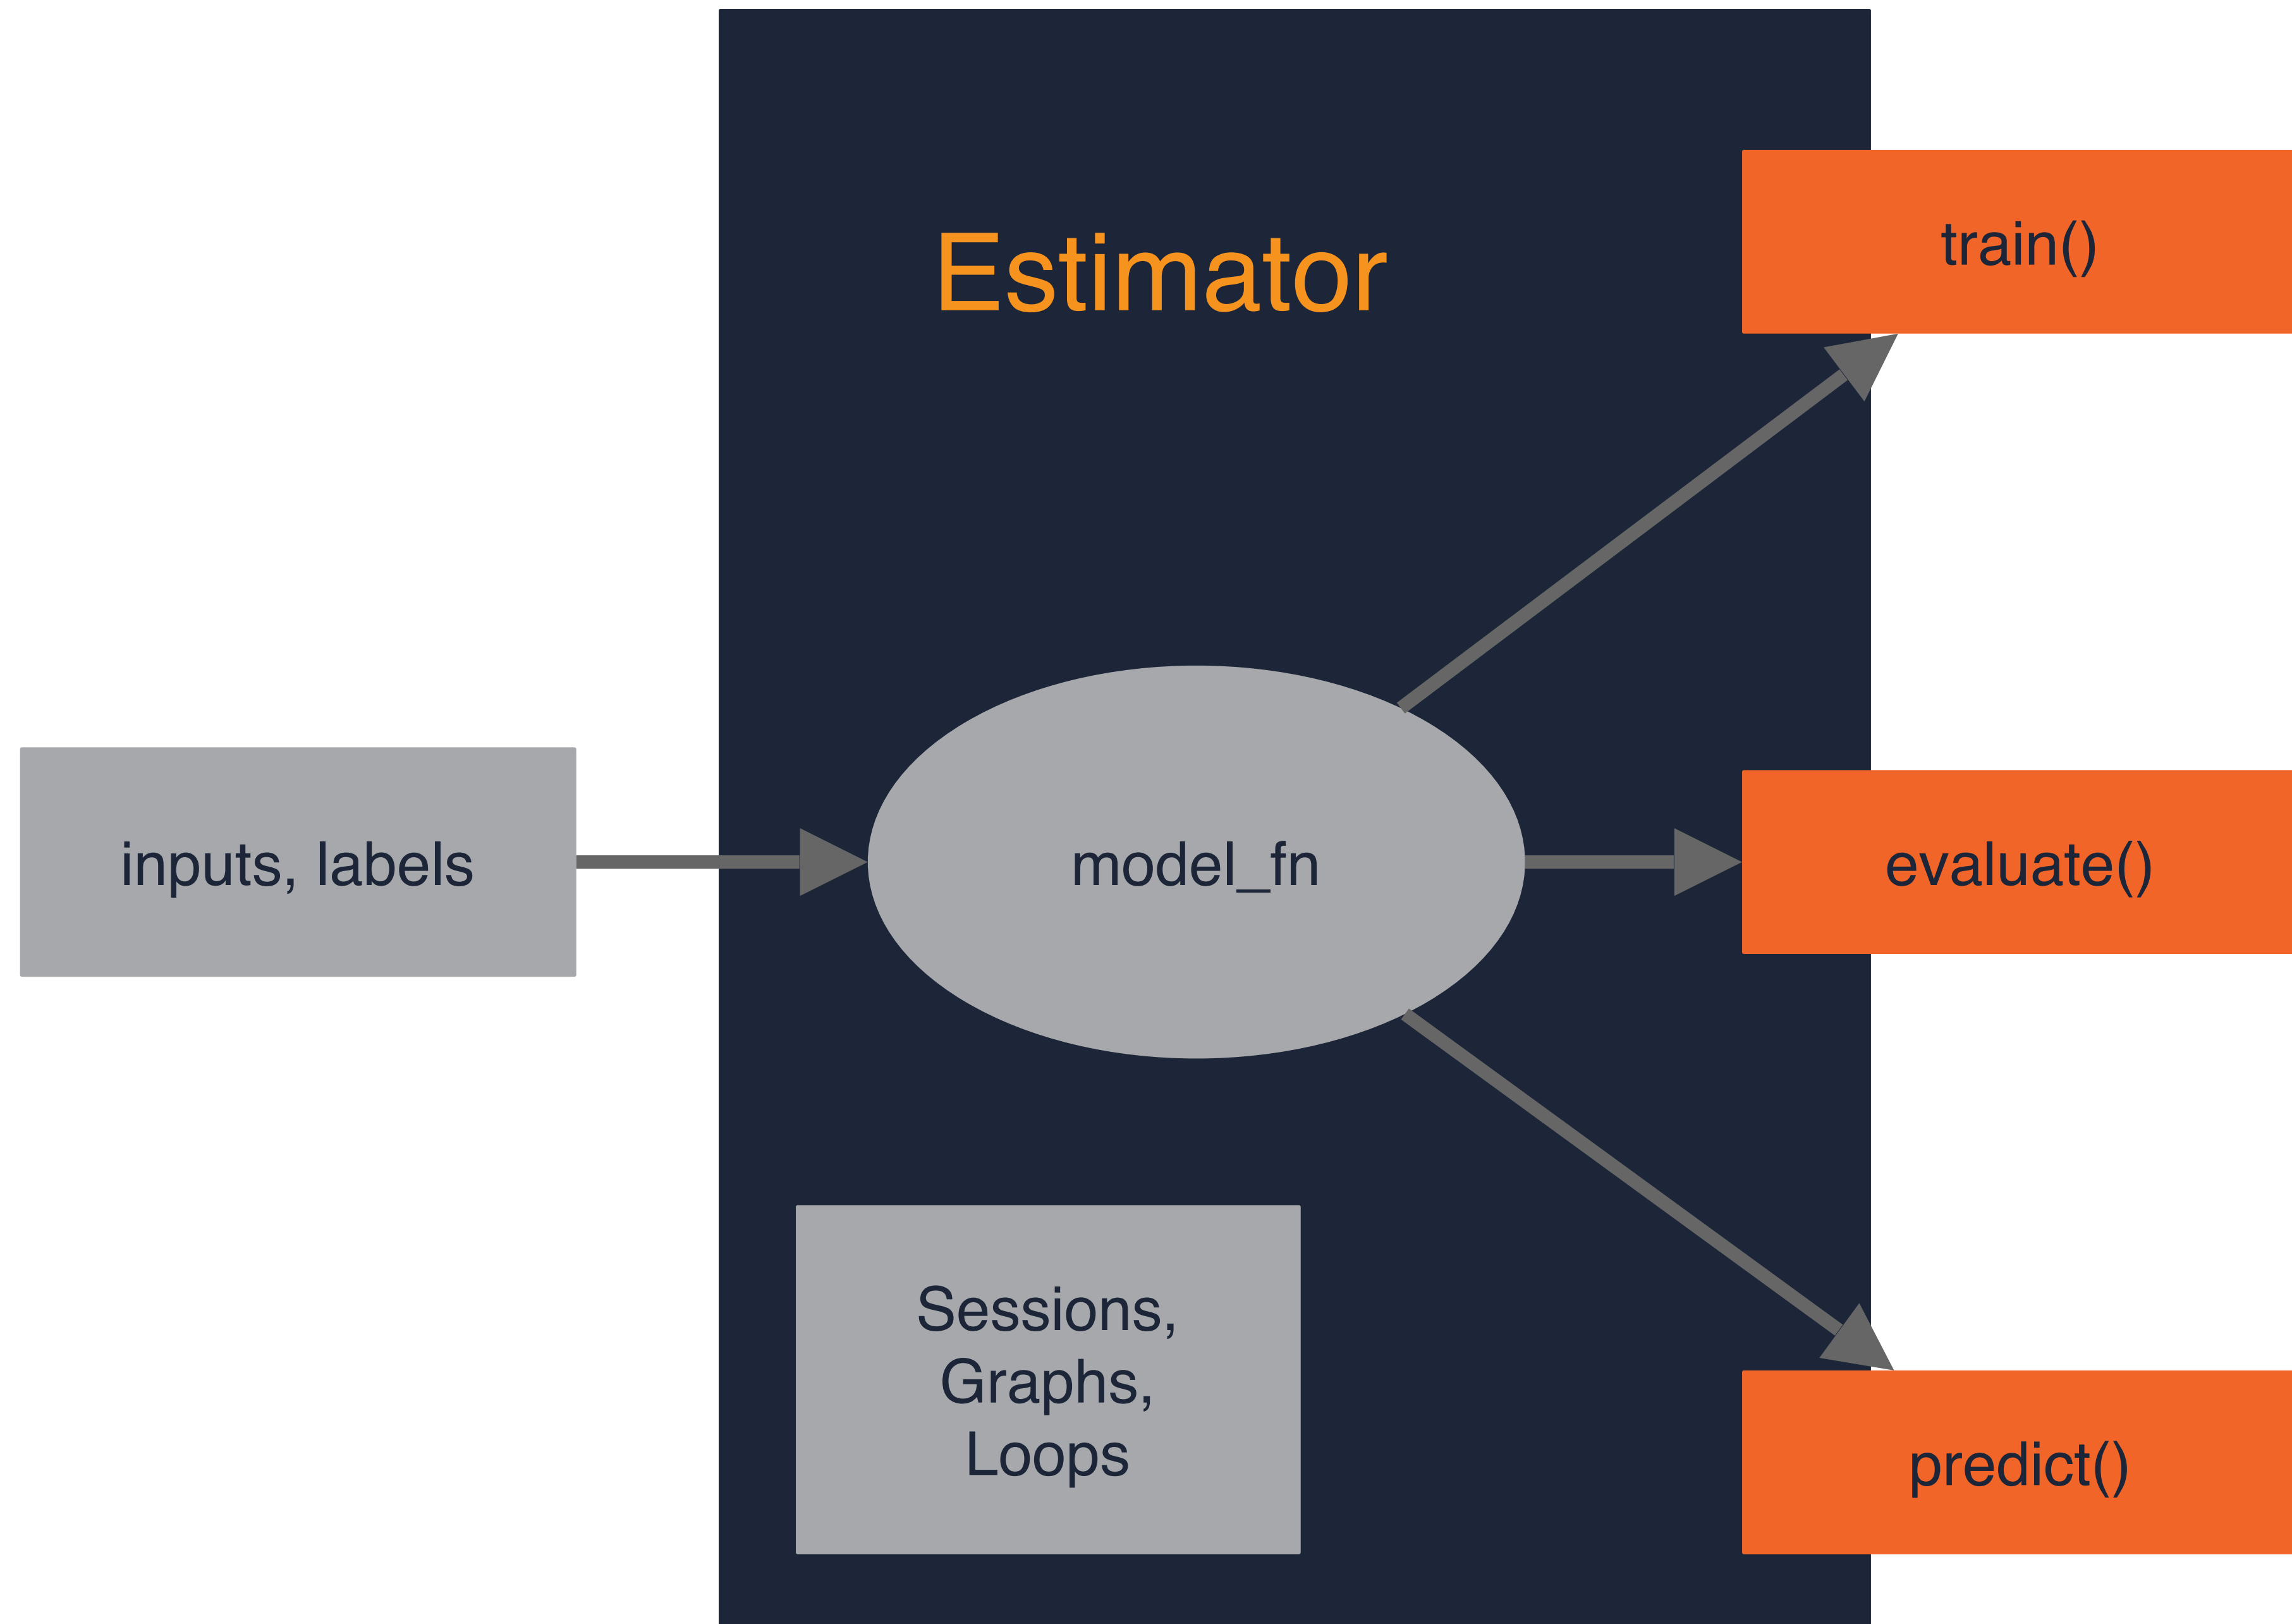 Estimator
train()
inputs, labels
model_fn
evaluate()
Sessions,
Graphs,
Loops
predict()